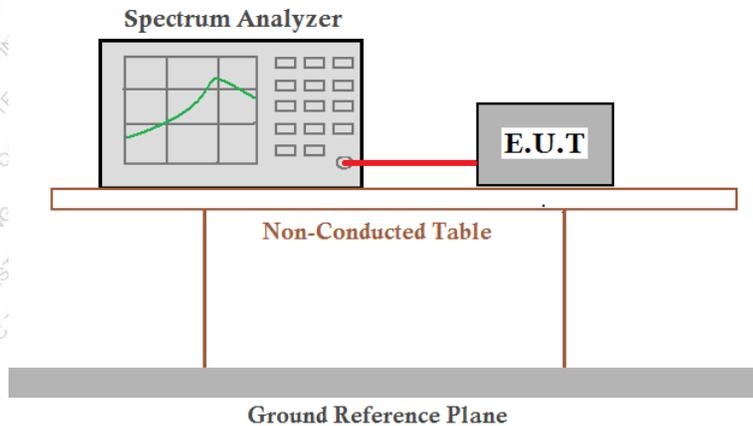 Spectrum Analyzer
E.U.T
Non-Conducted Table
Ground Reference Plane